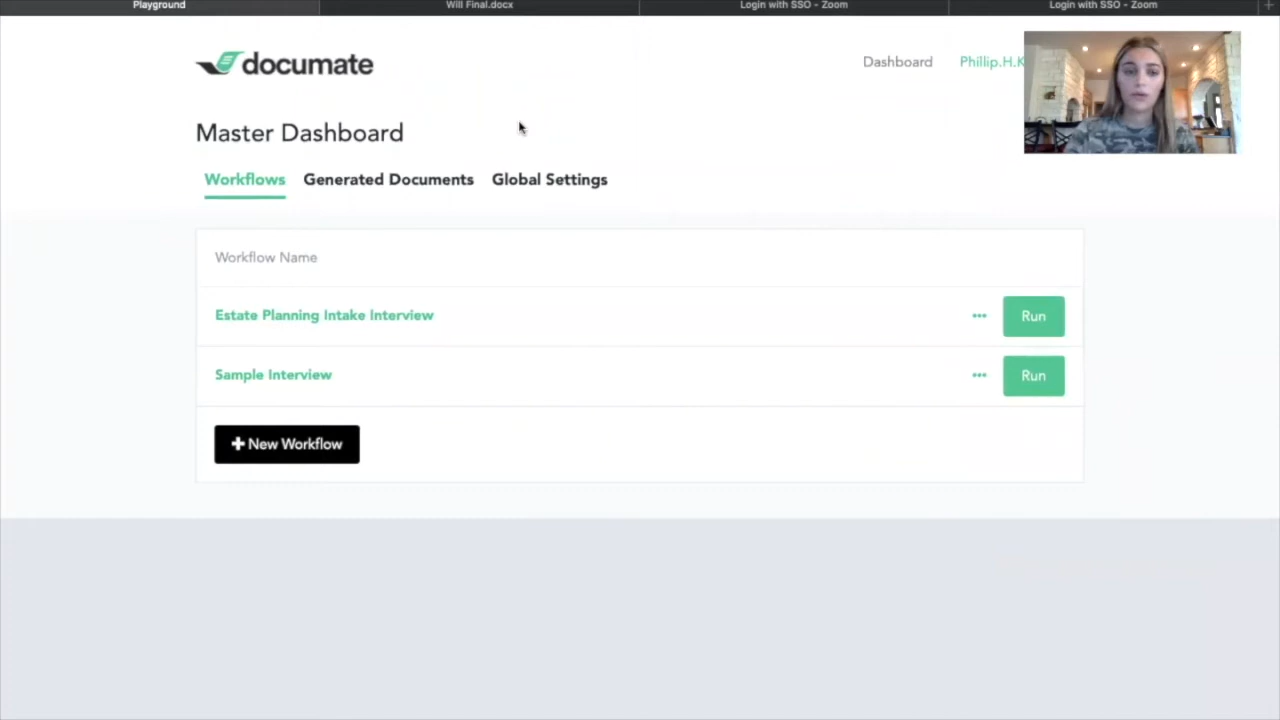 Playground
Will Final.docx
Login with SSO - Zoom
Login with SSO - Zoom
documate
Dashboard
Phillip.H.K
Master Dashboard
Workflows
Generated Documents
Global Settings
Workflow Name
Estate Planning Intake Interview
Run
Sample Interview
Run
New Workflow